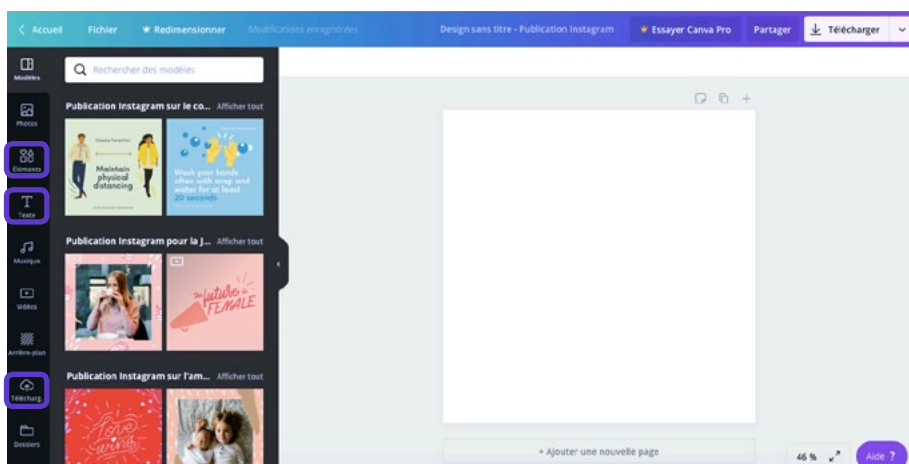 Accueil
Fichier
Redimensionner
Modifications enregistrées
Design sans titre - Publication Instagram
Essayer Canva Pro
Partager
Télécharger
Modèles
Photos
Éléments
Texte
Musique
Vidéos
Arrière-plan
Télécharg.
Dossiers
Rechercher des modèles
Publication Instagram sur le co... Afficher tout
Maintain
physical
distancing
Wash your hands
often with soap and
water for at least
20 seconds
Publication Instagram pour la J... Afficher tout
The future is
FEMALE
Publication Instagram sur l'am... Afficher tout
Love
wins
+ Ajouter une nouvelle page
46 %
Aide ?